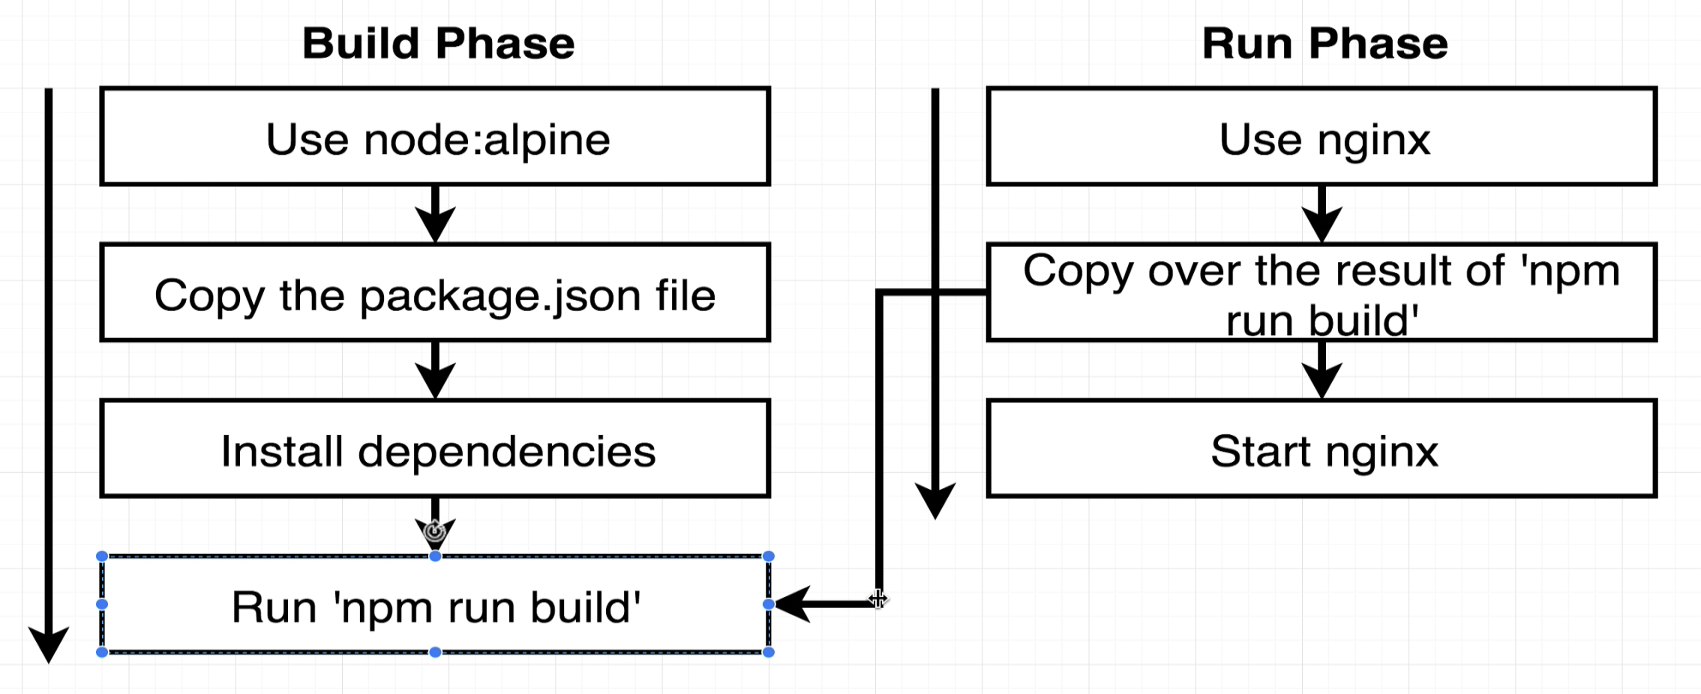 Build Phase
Use node:alpine
Copy the package.json file
Install dependencies
Run 'npm run build'
Run Phase
Use nginx
Copy over the result of 'npm
run build'
Start nginx